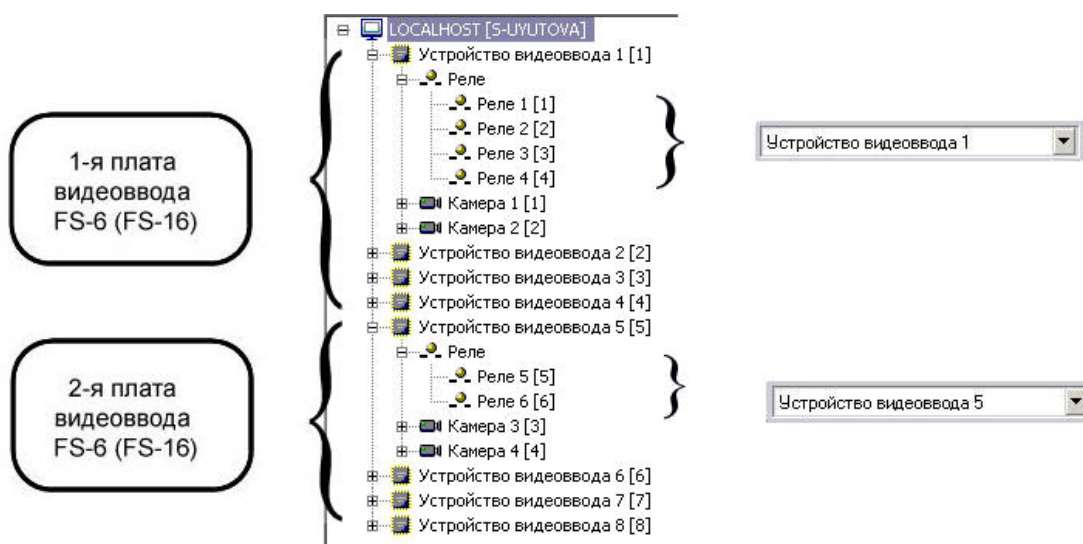 LOCALHOST [S-UYUTOVA]
Устройство видеоввода 1 [1]
Реле
Реле 1 [1]
Реле 2 [2]
Реле 3 [3]
Реле 4 [4]
Камера 1 [1]
Камера 2 [2]
Устройство видеоввода 2 [2]
Устройство видеоввода 3 [3]
Устройство видеоввода 4 [4]
Устройство видеоввода 5 [5]
Реле
Реле 5 [5]
Реле 6 [6]
Камера 3 [3]
Камера 4 [4]
Устройство видеоввода 6 [6]
Устройство видеоввода 7 [7]
Устройство видеоввода 8 [8]
1-я плата
видеоввода
FS-6 (FS-16)
2-я плата
видеоввода
FS-6 (FS-16)
Устройство видеоввода 1
Устройство видеоввода 5